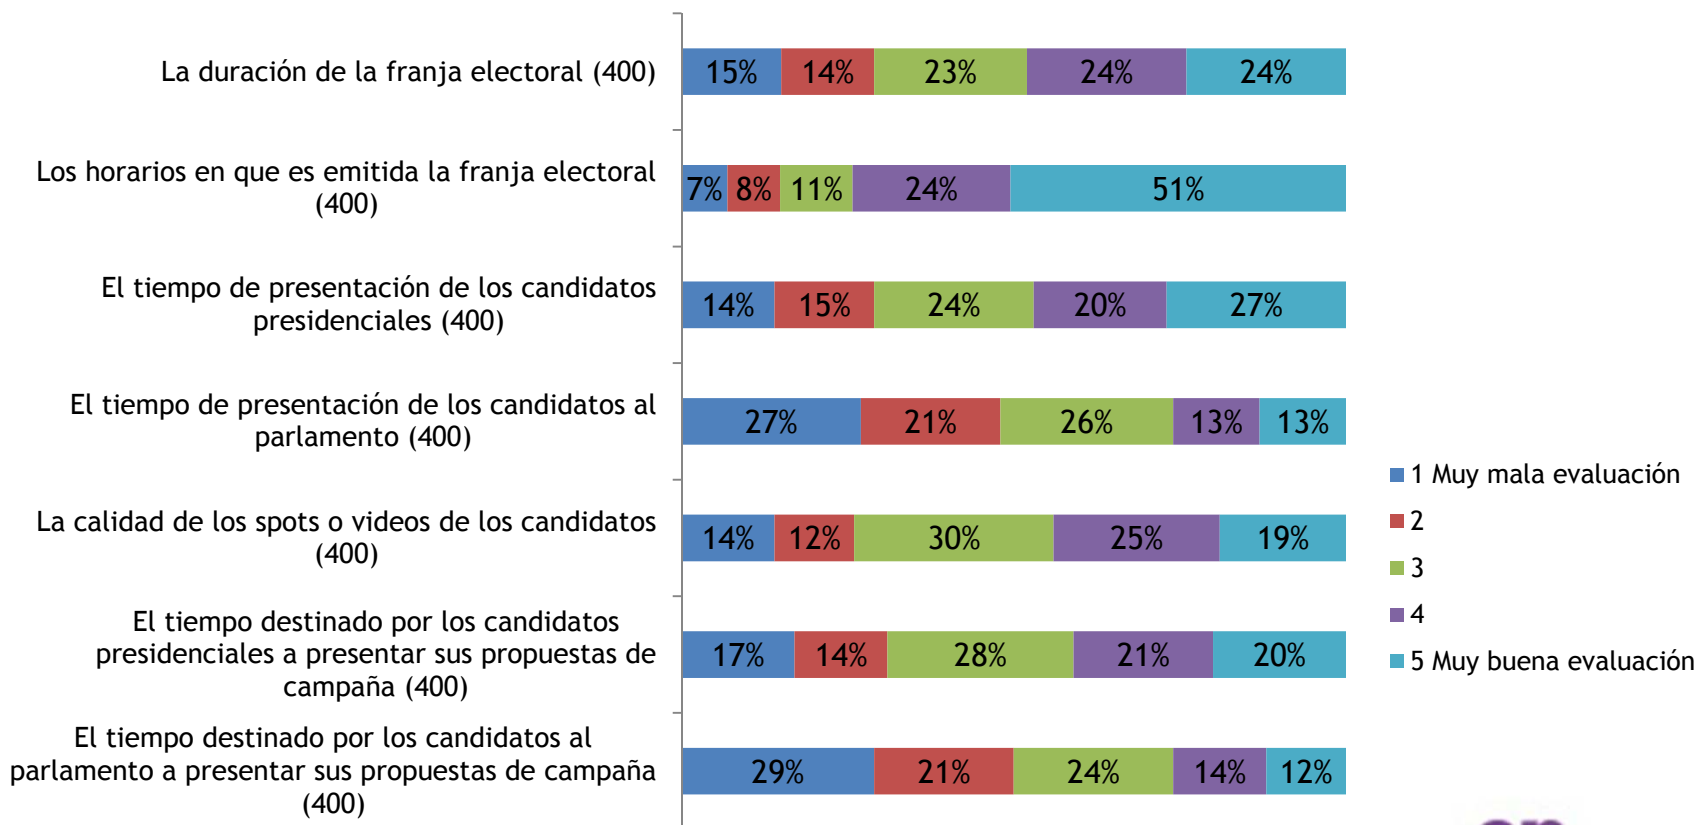 La duración de la franja electoral (400)
15% 14% 23% 24% 24%
Los horarios en que es emitida la franja electoral
(400)
7% 8% 11% 24% 51%
El tiempo de presentación de los candidatos
presidenciales (400)
14% 15% 24% 20% 27%
El tiempo de presentación de los candidatos al
parlamento (400)
27% 21% 26% 13% 13%
La calidad de los spots o videos de los candidatos
(400)
14% 12% 30% 25% 19%
El tiempo destinado por los candidatos
presidenciales a presentar sus propuestas de
campaña (400)
17% 14% 28% 21% 20%
El tiempo destinado por los candidatos al
parlamento a presentar sus propuestas de campaña
(400)
29% 21% 24% 14% 12%
1 Muy mala evaluación
2
3
4
5 Muy buena evaluación